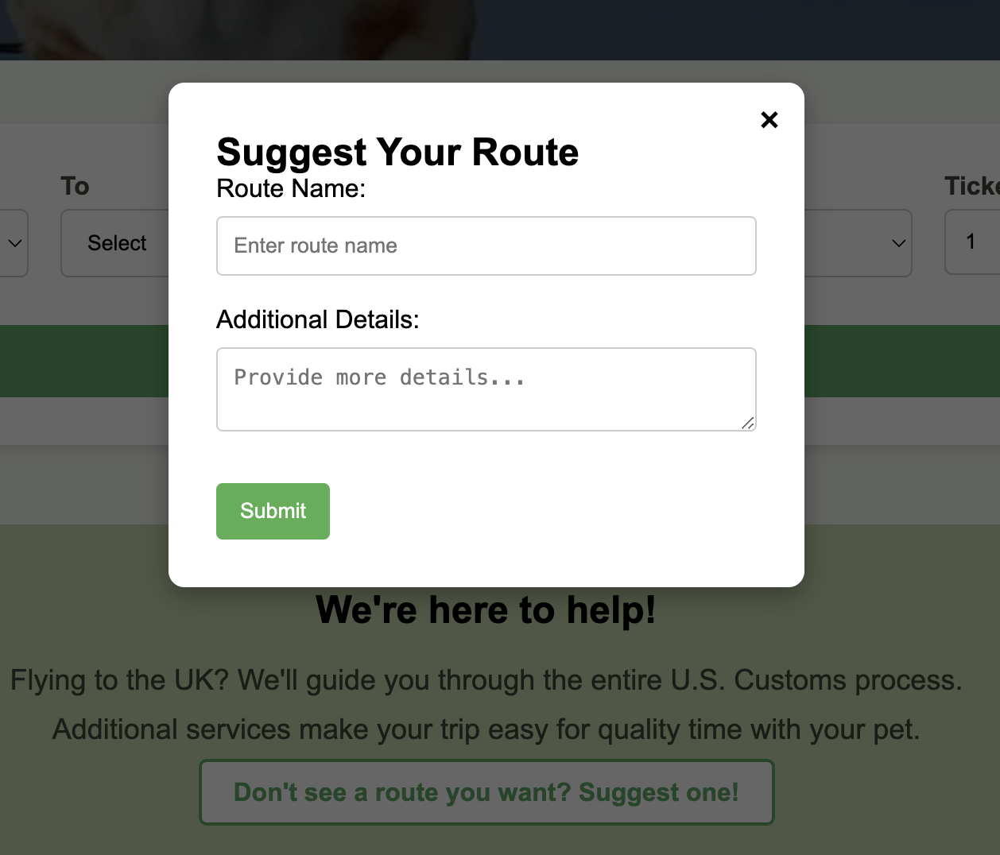 ×
Suggest Your Route
Route Name:
To
Select
Enter route name
1
Additional Details:
Provide more details...
Submit
We're here to help!
Flying to the UK? We'll guide you through the entire U.S. Customs process.
Additional services make your trip easy for quality time with your pet.
Don't see a route you want? Suggest one!